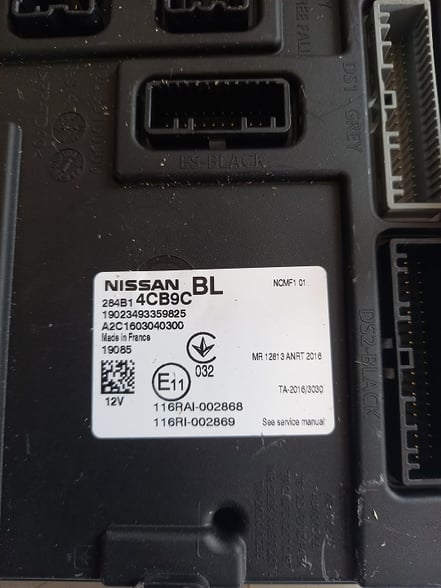 DS1-GREY
ES-BLACK
NISSAN BL
284B1 4CB9C
NCMF1 01
19023493359825
A2C1603040300
Made in France
19085
032
MR 12813 ANRT 2016
E11
12V
TA-2016/3030
116RAI-002868
116RI-002869
See service manual
DS2-BLACK